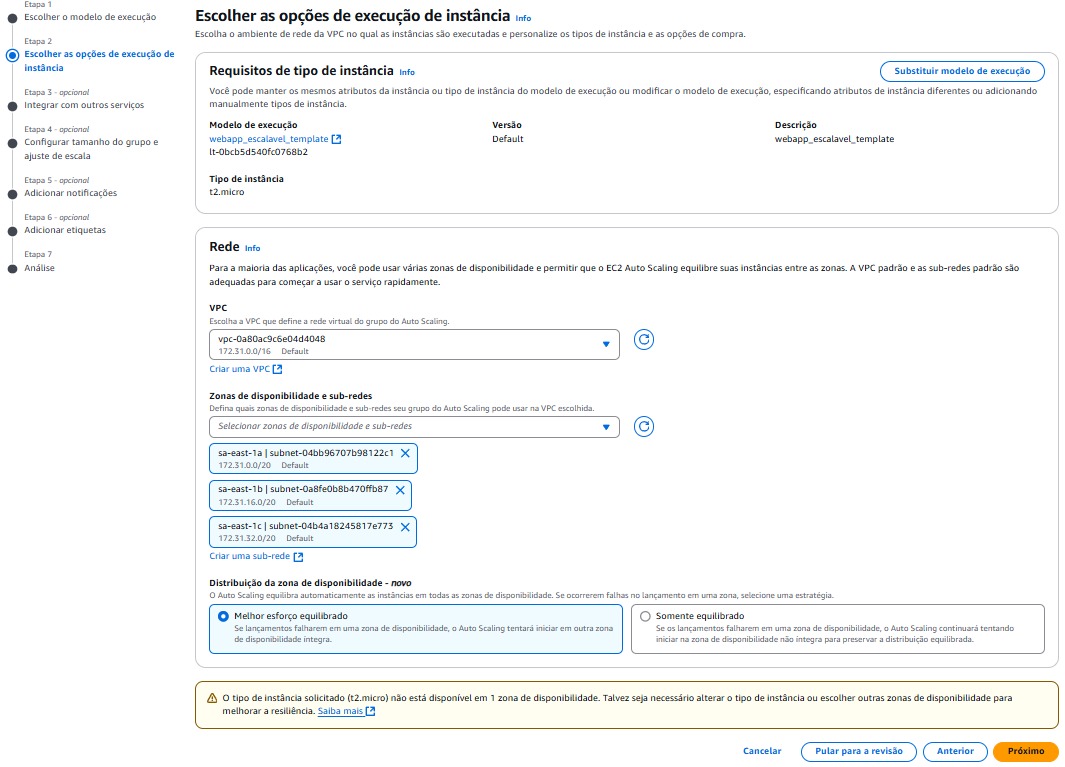 Etapa 1
Escolher o modelo de execução
Etapa 2
Escolher as opções de execução de
instância
Etapa 3 - opcional
Integrar com outros serviços
Etapa 4 - opcional
Configurar tamanho do grupo e
ajuste de escala
Etapa 5 - opcional
Adicionar notificações
Etapa 6 - opcional
Adicionar etiquetas
Etapa 7
Análise
Escolher as opções de execução de instância Info
Escolha o ambiente de rede da VPC no qual as instâncias são executadas e personalize os tipos de instância e as opções de compra.
Requisitos de tipo de instância Info
Substituir modelo de execução
Você pode manter os mesmos atributos da instância ou tipo de instância do modelo de execução ou modificar o modelo de execução, especificando atributos de instância diferentes ou adicionando
manualmente tipos de instância.
Modelo de execução
webapp_escalavel_template
lt-0bcb5d540fc0768b2
Versão
Default
Descrição
webapp_escalavel_template
Tipo de instância
t2.micro
Rede Info
Para a maioria das aplicações, você pode usar várias zonas de disponibilidade e permitir que o EC2 Auto Scaling equilibre suas instâncias entre as zonas. A VPC padrão e as sub-redes padrão são
adequadas para começar a usar o serviço rapidamente.
VPC
Escolha a VPC que define a rede virtual do grupo do Auto Scaling.
vpc-0a80ac9c6e04d4048
172.31.0.0/16 Default
Criar uma VPC
Zonas de disponibilidade e sub-redes
Defina quais zonas de disponibilidade e sub-redes seu grupo do Auto Scaling pode usar na VPC escolhida.
Selecionar zonas de disponibilidade e sub-redes
sa-east-1a | subnet-04bb96707b98122c1
172.31.0.0/20 Default
sa-east-1b | subnet-0a8fe0b8b470ffb87
172.31.16.0/20 Default
sa-east-1c | subnet-04b4a18245817e773
172.31.32.0/20 Default
Criar uma sub-rede
Distribuição da zona de disponibilidade - novo
O Auto Scaling equilibra automaticamente as instâncias em todas as zonas de disponibilidade. Se ocorrerem falhas no lançamento em uma zona, selecione uma estratégia.
Melhor esforço equilibrado
Se lançamentos falharem em uma zona de disponibilidade, o Auto Scaling tentará iniciar em outra zona
de disponibilidade íntegra.
Somente equilibrado
Se os lançamentos falharem em uma zona de disponibilidade, o Auto Scaling continuará tentando
iniciar na zona de disponibilidade não íntegra para preservar a distribuição equilibrada.
O tipo de instância solicitado (t2.micro) não está disponível em 1 zona de disponibilidade. Talvez seja necessário alterar o tipo de instância ou escolher outras zonas de disponibilidade para
melhorar a resiliência. Saiba mais
Cancelar
Pular para a revisão
Anterior
Próximo